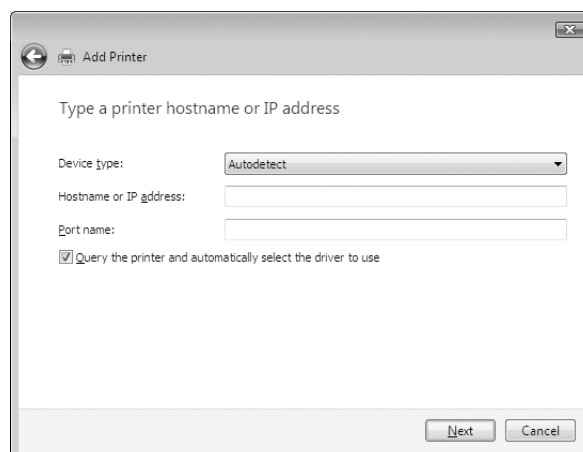 Add Printer
Type a printer hostname or IP address
Device type: Autodetect
Hostname or IP address:
Port name:
Query the printer and automatically select the driver to use
Next Cancel